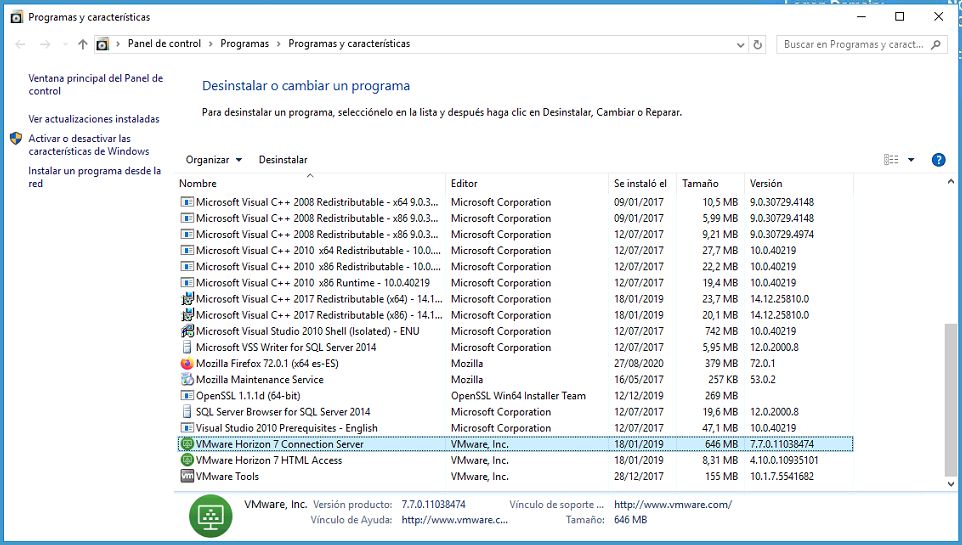 Programas y características
Panel de control > Programas > Programas y características
Buscar en Programas y caract...
Ventana principal del Panel de
control
Ver actualizaciones instaladas
Activar o desactivar las
características de Windows
Instalar un programa desde la
red
Desinstalar o cambiar un programa
Para desinstalar un programa, selecciónelo en la lista y después haga clic en Desinstalar, Cambiar o Reparar.
Organizar Desinstalar
Nombre Editor Se instaló el Tamaño Versión
Microsoft Visual C++ 2008 Redistributable - x64 9.0.3... Microsoft Corporation 09/01/2017 10,5 MB 9.0.30729.4148
Microsoft Visual C++ 2008 Redistributable - x86 9.0.3... Microsoft Corporation 09/01/2017 5,99 MB 9.0.30729.4148
Microsoft Visual C++ 2008 Redistributable - x86 9.0.3... Microsoft Corporation 12/07/2017 9,21 MB 9.0.30729.4974
Microsoft Visual C++ 2010 x64 Redistributable - 10.0.... Microsoft Corporation 12/07/2017 27,7 MB 10.0.40219
Microsoft Visual C++ 2010 x86 Redistributable - 10.0.... Microsoft Corporation 12/07/2017 22,2 MB 10.0.40219
Microsoft Visual C++ 2010 x86 Runtime - 10.0.40219 Microsoft Corporation 12/07/2017 19,4 MB 10.0.40219
Microsoft Visual C++ 2017 Redistributable (x64) - 14.1... Microsoft Corporation 18/01/2019 23,7 MB 14.12.25810.0
Microsoft Visual C++ 2017 Redistributable (x86) - 14.1... Microsoft Corporation 18/01/2019 20,1 MB 14.12.25810.0
Microsoft Visual Studio 2010 Shell (Isolated) - ENU Microsoft Corporation 12/07/2017 742 MB 10.0.40219
Microsoft VSS Writer for SQL Server 2014 Microsoft Corporation 12/07/2017 5,95 MB 12.0.2000.8
Mozilla Firefox 72.0.1 (x64 es-ES) Mozilla 27/08/2020 379 MB 72.0.1
Mozilla Maintenance Service Mozilla 16/05/2017 257 KB 53.0.2
OpenSSL 1.1.1d (64-bit) OpenSSL Win64 Installer Team 12/12/2019 269 MB
SQL Server Browser for SQL Server 2014 Microsoft Corporation 12/07/2017 19,6 MB 12.0.2000.8
Visual Studio 2010 Prerequisites - English Microsoft Corporation 12/07/2017 47,1 MB 10.0.40219
VMware Horizon 7 Connection Server VMware, Inc. 18/01/2019 646 MB 7.7.0.11038474
VMware Horizon 7 HTML Access VMware, Inc. 18/01/2019 8,31 MB 4.10.0.10935101
VMware Tools VMware, Inc. 28/12/2017 155 MB 10.1.7.5541682
VMware, Inc. Versión producto: 7.7.0.11038474 Vínculo de soporte ... http://www.vmware.com/
Vínculo de Ayuda: http://www.vmware.c... Tamaño: 646 MB